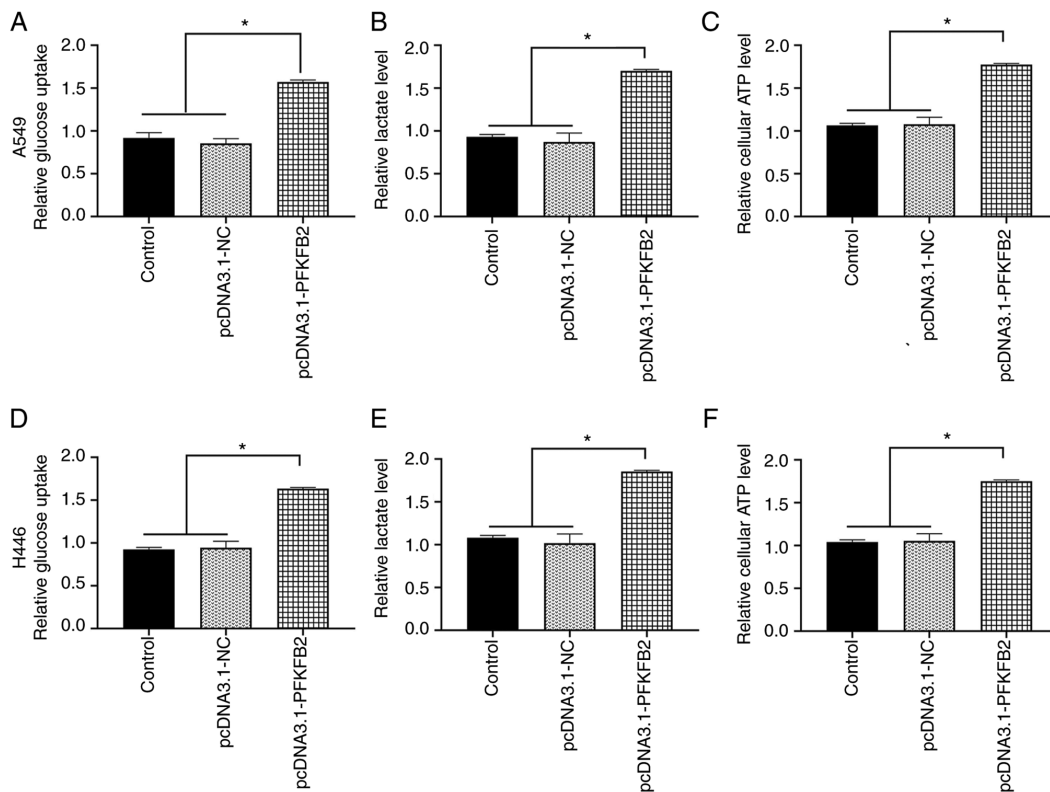 A
A549
Relative glucose uptake
2.0
1.5
1.0
0.5
0.0
*
Control
pcDNA3.1-NC
pcDNA3.1-PFKFB2
B
Relative lactate level
2.0
1.5
1.0
0.5
0.0
*
Control
pcDNA3.1-NC
pcDNA3.1-PFKFB2
C
Relative cellular ATP level
2.0
1.5
1.0
0.5
0.0
*
Control
pcDNA3.1-NC
pcDNA3.1-PFKFB2
`
D
H446
Relative glucose uptake
2.0
1.5
1.0
0.5
0.0
*
Control
pcDNA3.1-NC
pcDNA3.1-PFKFB2
E
Relative lactate level
2.0
1.5
1.0
0.5
0.0
*
Control
pcDNA3.1-NC
pcDNA3.1-PFKFB2
F
Relative cellular ATP level
2.0
1.5
1.0
0.5
0.0
*
Control
pcDNA3.1-NC
pcDNA3.1-PFKFB2